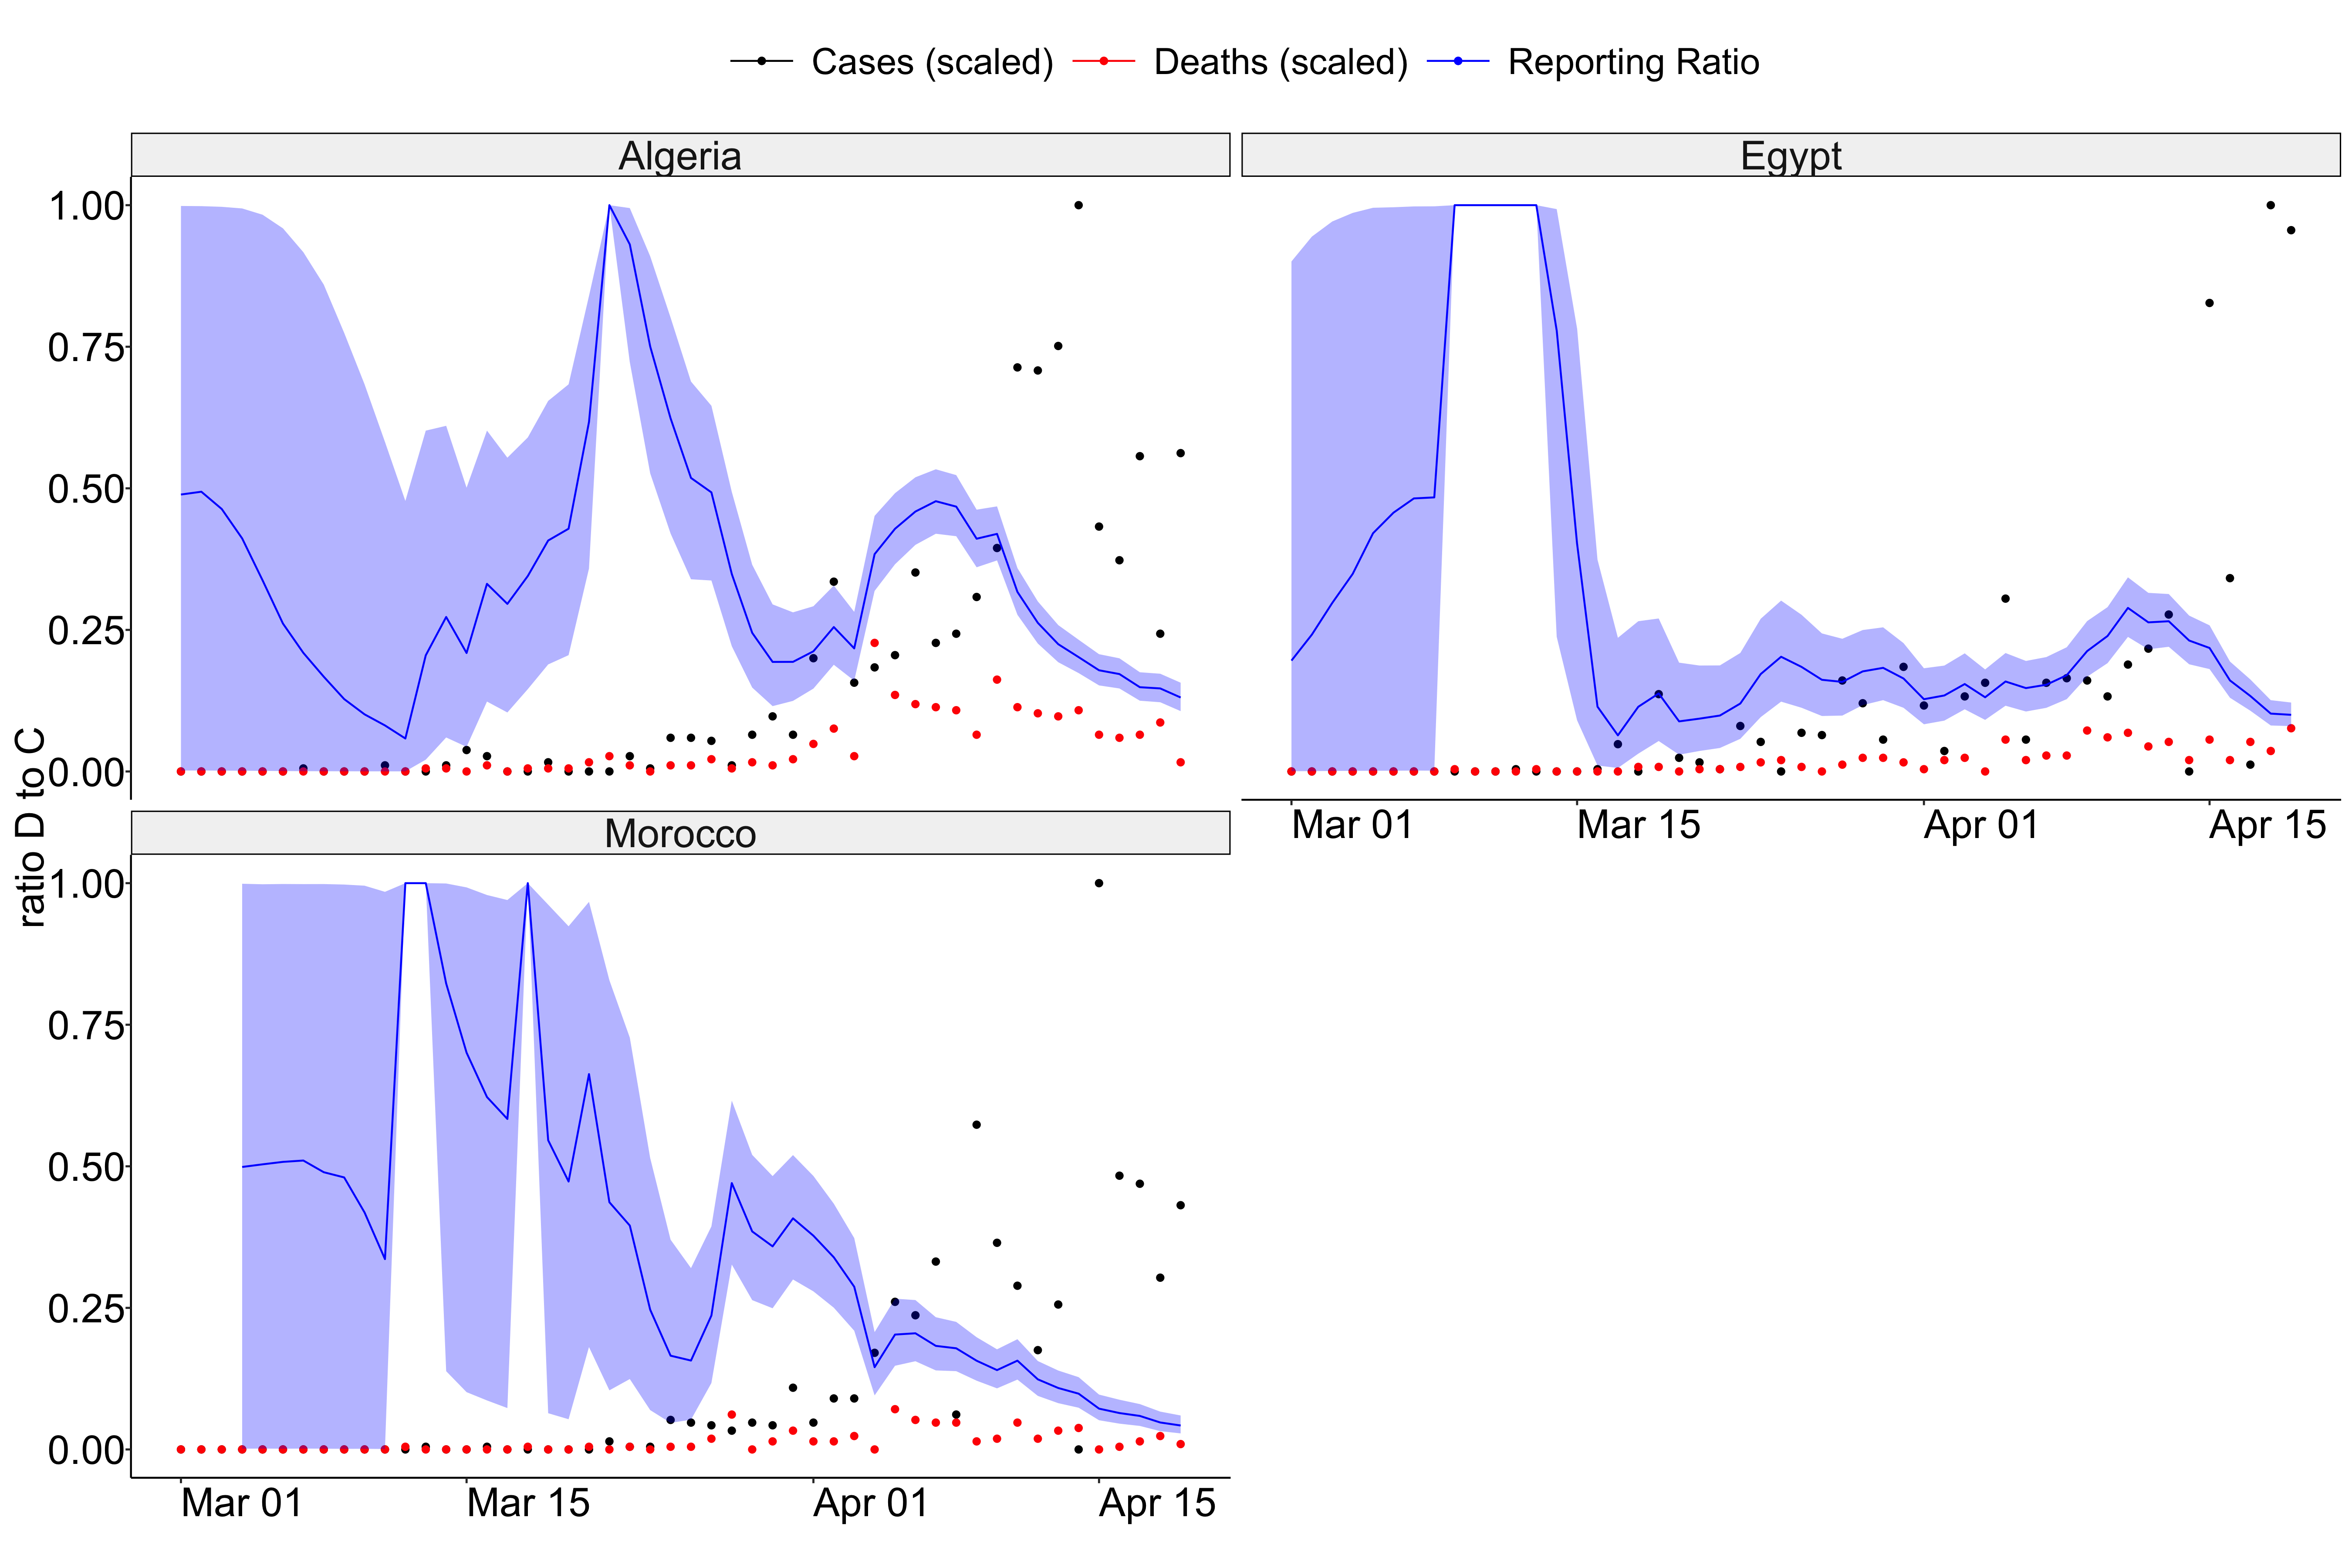 Cases (scaled) Deaths (scaled) Reporting Ratio
Algeria
Egypt
1.00
0.75
0.50
0.25
0.00
Mar 01 Mar 15 Apr 01 Apr 15
ratio D to C
Morocco
1.00
0.75
0.50
0.25
0.00
Mar 01 Mar 15 Apr 01 Apr 15